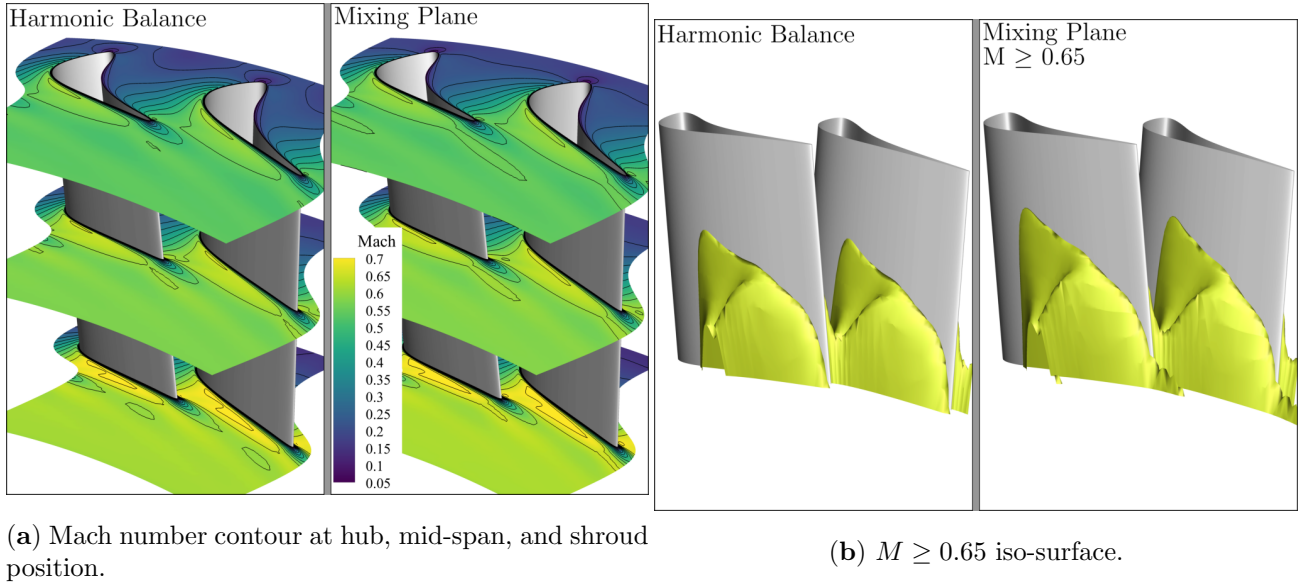 Harmonic Balance
Mixing Plane
Mach
0.7
0.65
0.6
0.55
0.5
0.45
0.4
0.35
0.3
0.25
0.2
0.15
0.1
0.05
(a) Mach number contour at hub, mid-span, and shroud
position.
Harmonic Balance
Mixing Plane
M ≥ 0.65
(b) M ≥ 0.65 iso-surface.